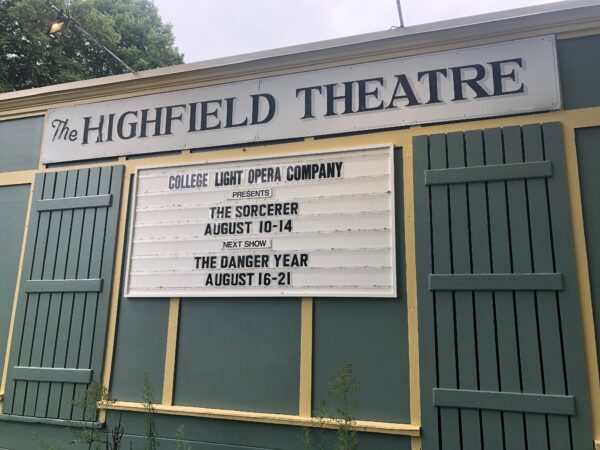 The HIGHFIELD THEATRE
COLLEGE LIGHT OPERA COMPANY
PRESENTS
THE SORCERER
AUGUST 10-14
NEXT SHOW
THE DANGER YEAR
AUGUST 16-21